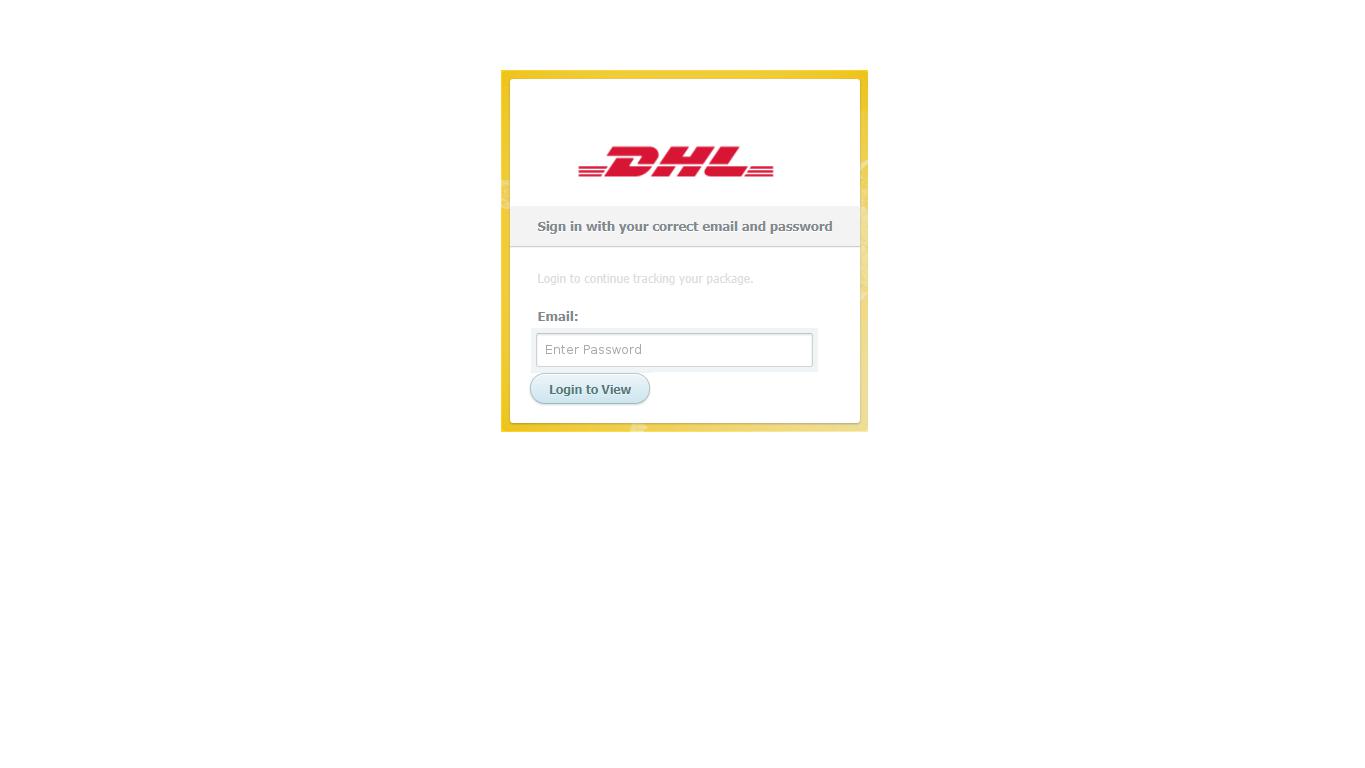 DHL
Sign in with your correct email and password
Login to continue tracking your package.
Email:
Enter Password
Login to View